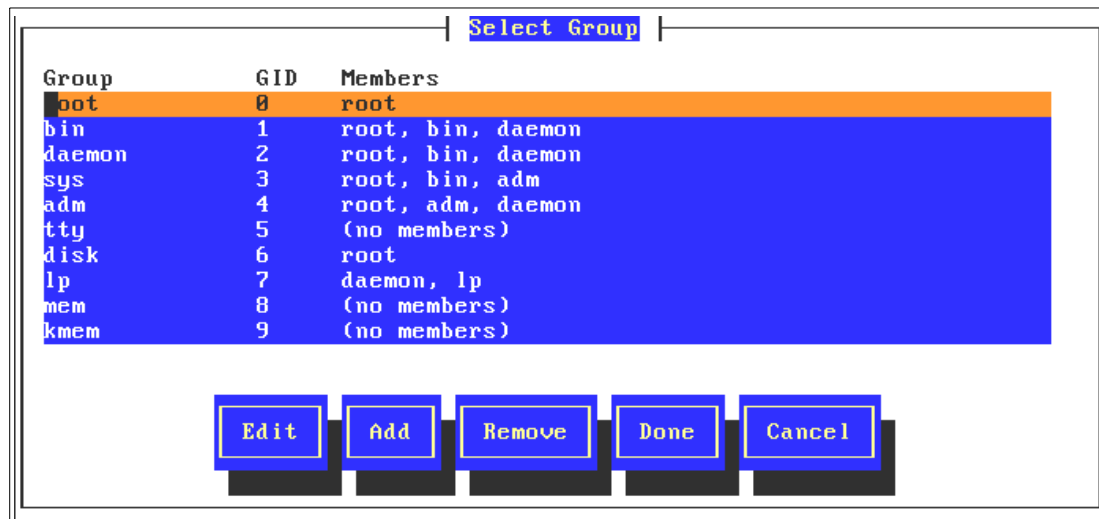 Select Group
Group GID Members
root 0 root
bin 1 root, bin, daemon
daemon 2 root, bin, daemon
sys 3 root, bin, adm
adm 4 root, adm, daemon
tty 5 (no members)
disk 6 root
lp 7 daemon, lp
mem 8 (no members)
kmem 9 (no members)
Edit Add Remove Done Cancel